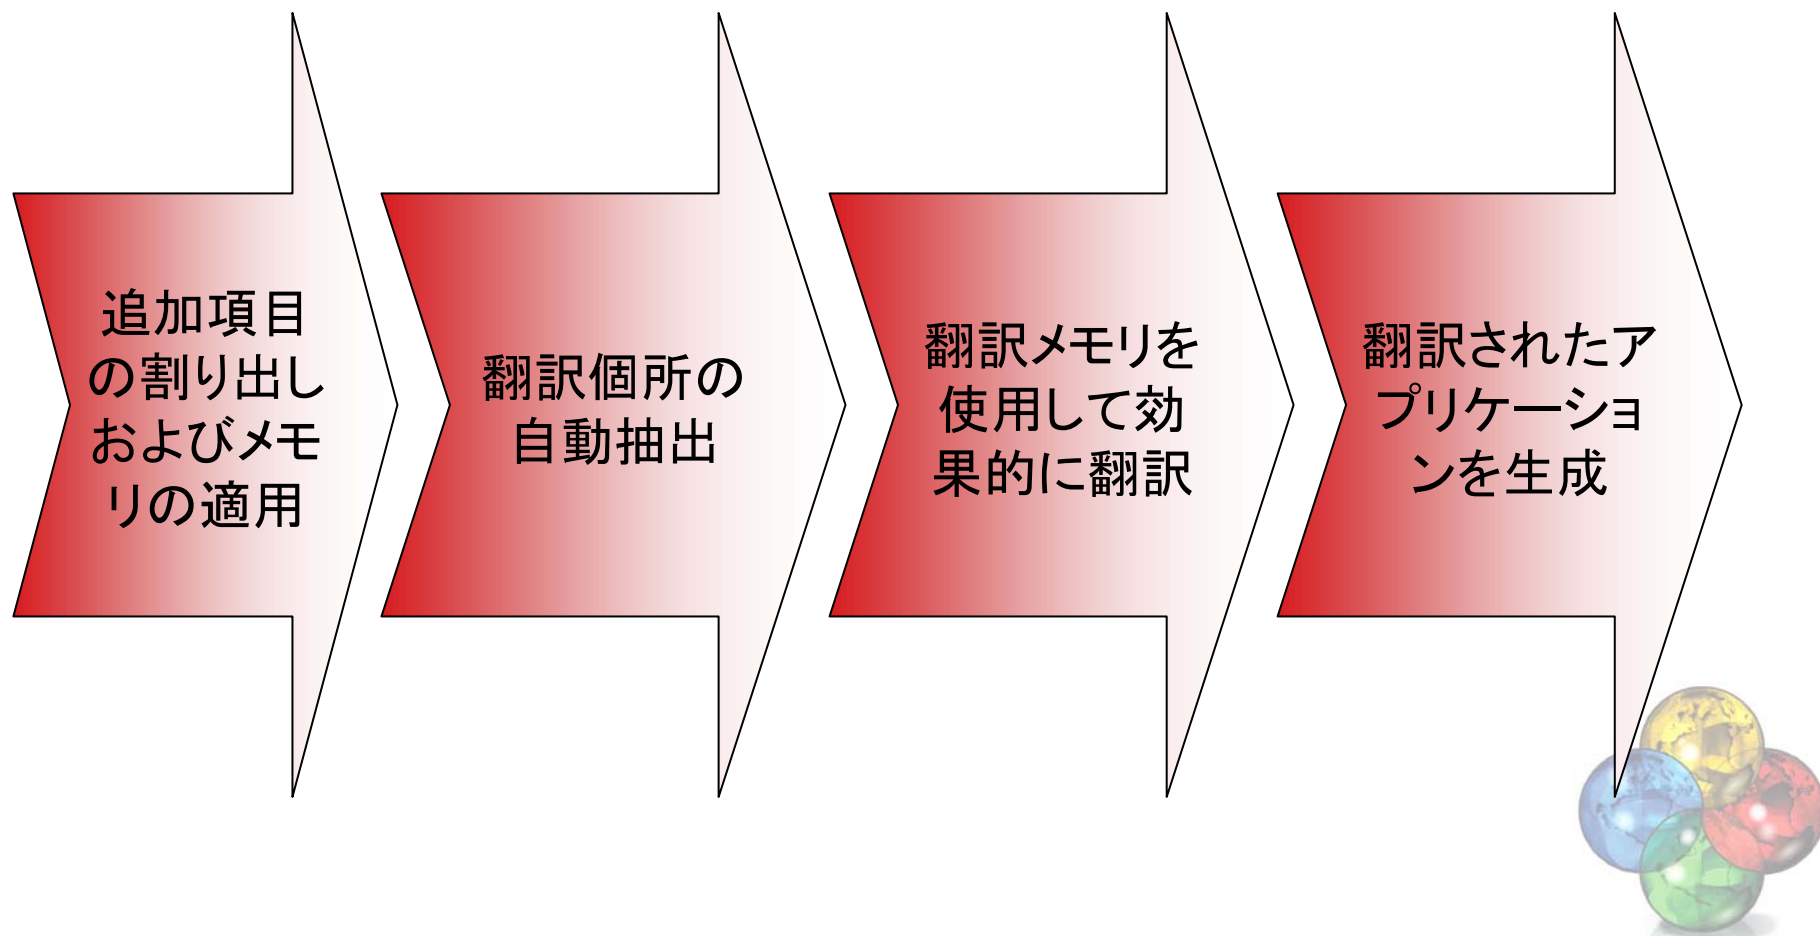 追加項目
の割り出し
およびメモ
リの適用
翻訳個所の
自動抽出
翻訳メモリを
使用して効
果的に翻訳
翻訳されたア
プリケーショ
ンを生成